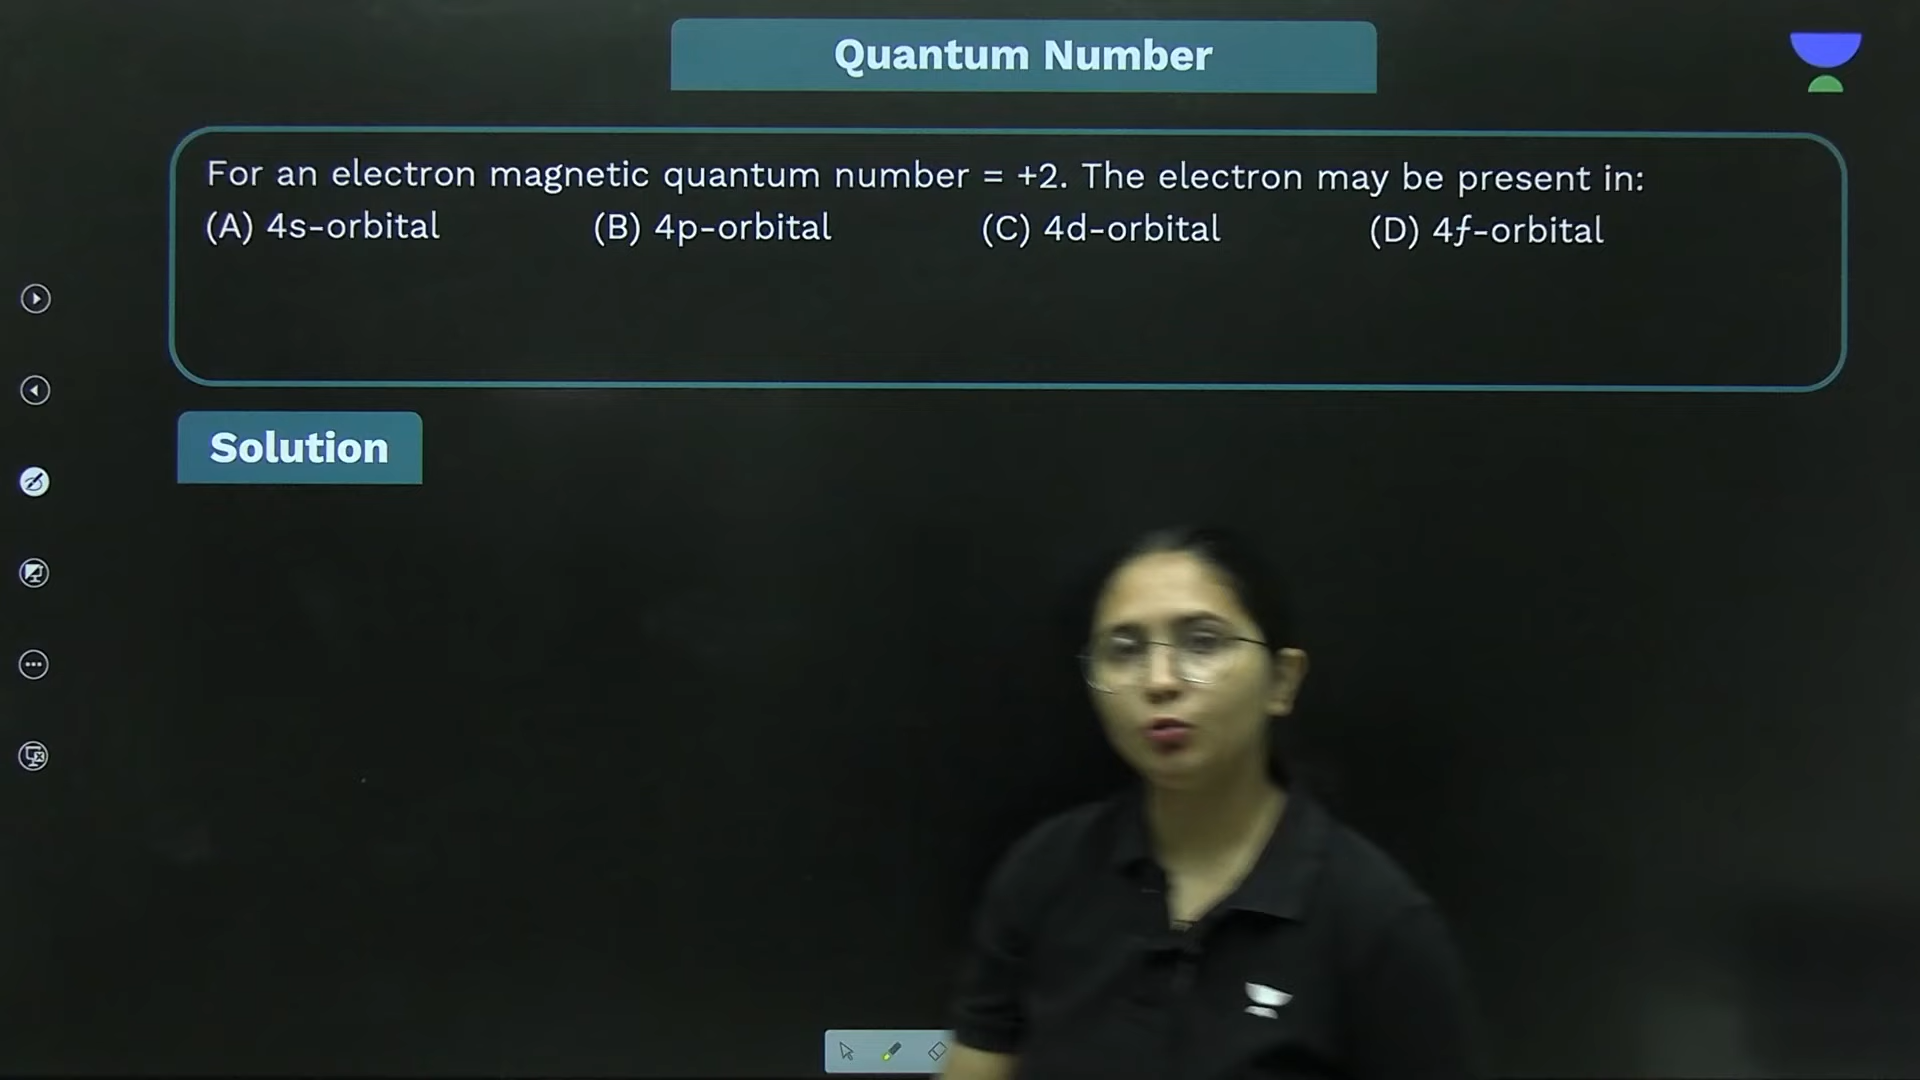 Quantum Number
For an electron magnetic quantum number = +2. The electron may be present in:
(A) 4s-orbital (B) 4p-orbital (C) 4d-orbital (D) 4f-orbital
Solution